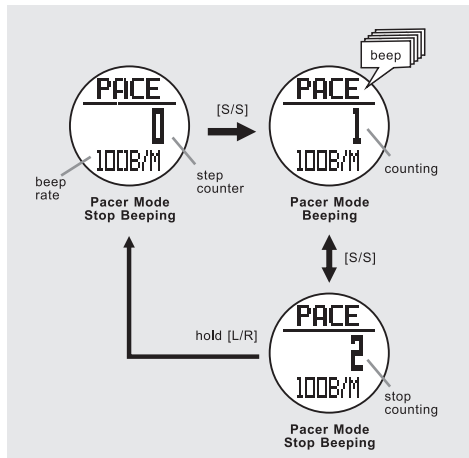 beep
PACE
0
100B/M
beep
rate
step
counter
Pacer Mode
Stop Beeping
[S/S]
PACE
1
100B/M
counting
Pacer Mode
Beeping
[S/S]
hold [L/R]
PACE
2
100B/M
stop
counting
Pacer Mode
Stop Beeping